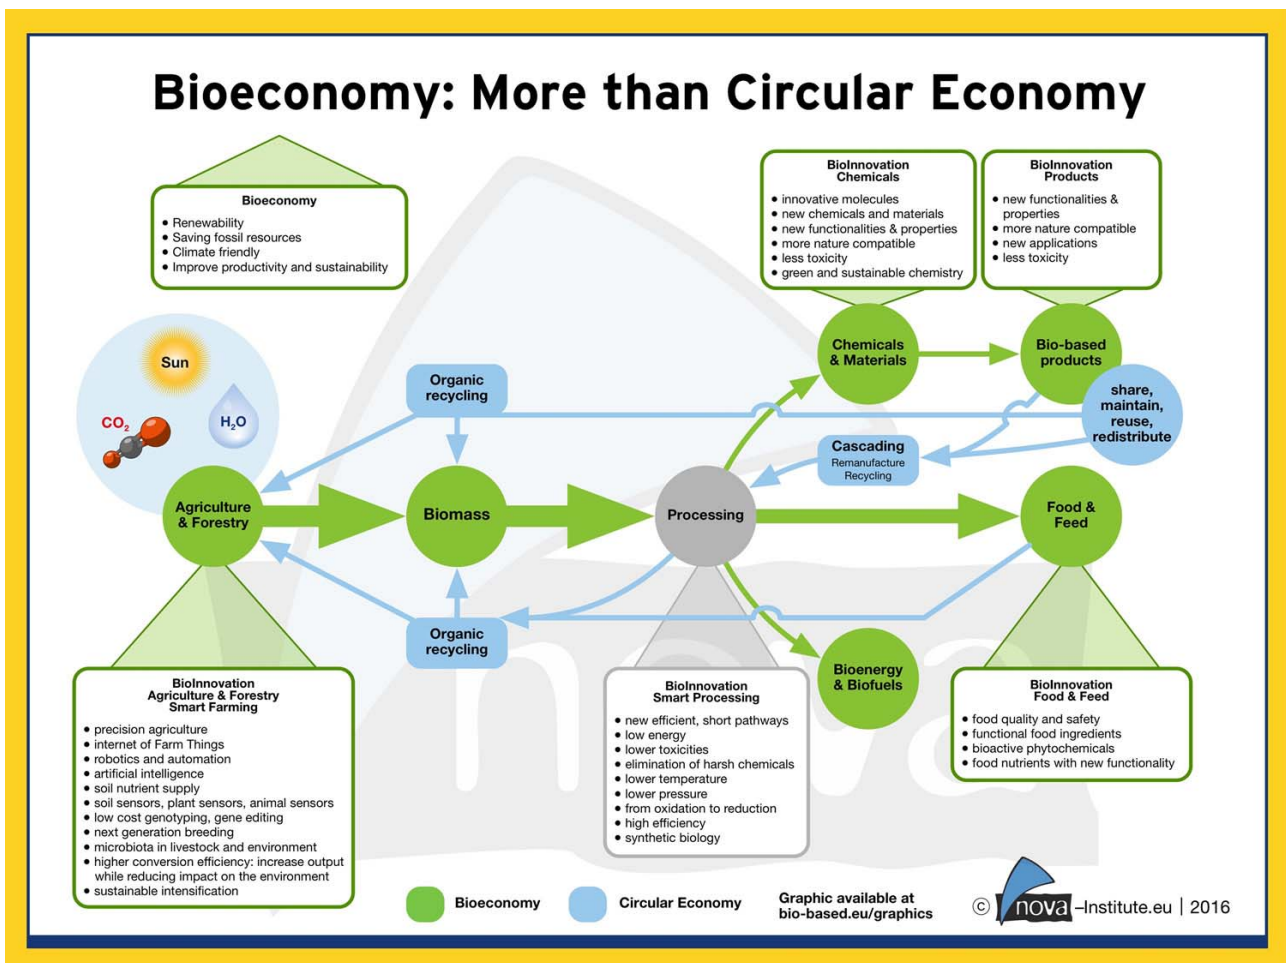 Bioeconomy: More than Circular Economy
Bioeconomy
• Renewability
• Saving fossil resources
• Climate friendly
• Improve productivity and sustainability
BioInnovation
Chemicals
• innovative molecules
• new chemicals and materials
• new functionalities & properties
• more nature compatible
• less toxicity
• green and sustainable chemistry
BioInnovation
Products
• new functionalities &
properties
• more nature compatible
• new applications
• less toxicity
Sun
CO2
H2O
Organic
recycling
Chemicals
& Materials
Bio-based
products
share,
maintain,
reuse,
redistribute
Cascading
Remanufacture
Recycling
Agriculture
& Forestry
Biomass
Processing
Food &
Feed
Organic
recycling
Bioenergy
& Biofuels
BioInnovation
Agriculture & Forestry
Smart Farming
• precision agriculture
• internet of Farm Things
• robotics and automation
• artificial intelligence
• soil nutrient supply
• soil sensors, plant sensors, animal sensors
• low cost genotyping, gene editing
• next generation breeding
• microbiota in livestock and environment
• higher conversion efficiency: increase output
while reducing impact on the environment
• sustainable intensification
BioInnovation
Smart Processing
• new efficient, short pathways
• low energy
• lower toxicities
• elimination of harsh chemicals
• lower temperature
• lower pressure
• from oxidation to reduction
• high efficiency
• synthetic biology
BioInnovation
Food & Feed
• food quality and safety
• functional food ingredients
• bioactive phytochemicals
• food nutrients with new functionality
nova
Bioeconomy
Circular Economy
Graphic available at
bio-based.eu/graphics
© nova-Institute.eu | 2016